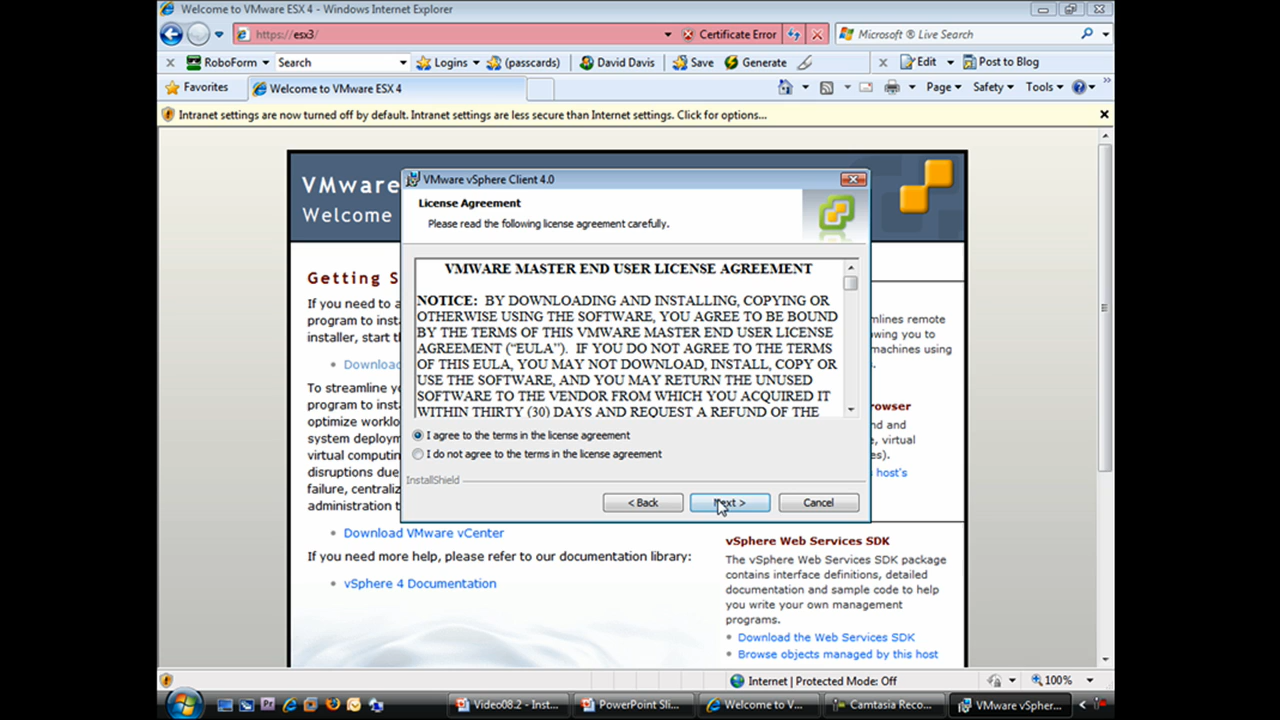 Welcome to VMware ESX 4 - Windows Internet Explorer
https://esx3/
Certificate Error
Microsoft ® Live Search
RoboForm
Search
Logins
(passcards)
David Davis
Save
Generate
Edit
Post to Blog
Favorites
Welcome to VMware ESX 4
Page
Safety
Tools
Intranet settings are now turned off by default. Intranet settings are less secure than Internet settings. Click for options...
VMware
Welcome
VMware vSphere Client 4.0
License Agreement
Please read the following license agreement carefully.
VMWARE MASTER END USER LICENSE AGREEMENT
NOTICE: BY DOWNLOADING AND INSTALLING, COPYING OR
OTHERWISE USING THE SOFTWARE, YOU AGREE TO BE BOUND
BY THE TERMS OF THIS VMWARE MASTER END USER LICENSE
AGREEMENT (“EULA”). IF YOU DO NOT AGREE TO THE TERMS
OF THIS EULA, YOU MAY NOT DOWNLOAD, INSTALL, COPY OR
USE THE SOFTWARE, AND YOU MAY RETURN THE UNUSED
SOFTWARE TO THE VENDOR FROM WHICH YOU ACQUIRED IT
WITHIN THIRTY (30) DAYS AND REQUEST A REFUND OF THE
I agree to the terms in the license agreement
I do not agree to the terms in the license agreement
InstallShield
< Back
Next >
Cancel
Getting S
If you need to a
program to inst
installer, start th
Download
To streamline y
program to insta
optimize worklo
system deploym
virtual computin
disruptions due
failure, centraliz
administration t
Download VMware vCenter
If you need more help, please refer to our documentation library:
vSphere 4 Documentation
mlines remote
owing you to
machines using
s.
rowser
nd and
e, virtual
es).
host's
vSphere Web Services SDK
The vSphere Web Services SDK package
contains interface definitions, detailed
documentation and sample code to help
you write your own management
programs.
Download the Web Services SDK
Browse objects managed by this host
Internet | Protected Mode: Off
100%
Video08.2 - Inst...
PowerPoint Sli...
Welcome to V...
Camtasia Reco...
VMware vSpher...